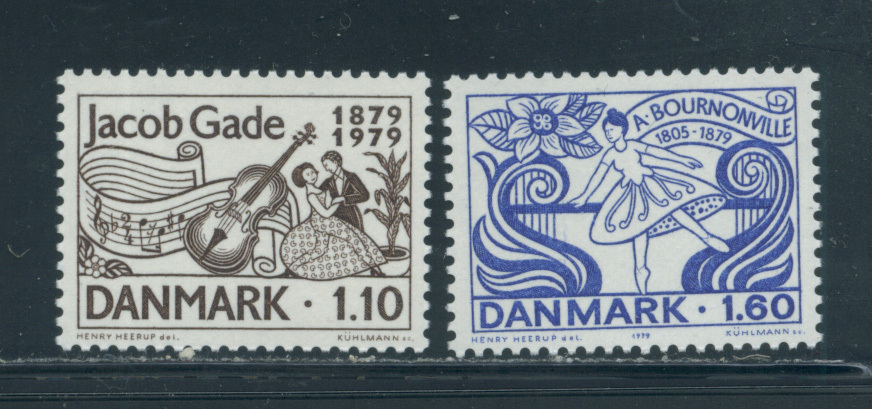 Jacob Gade
1879
1979
DANMARK · 1.10
HENRY HEERUP del.
KÜHLMANN sc.
A · BOURNONVILLE
1805 - 1879
DANMARK · 1.60
HENRY HEERUP del.
1979
KÜHLMANN sc.